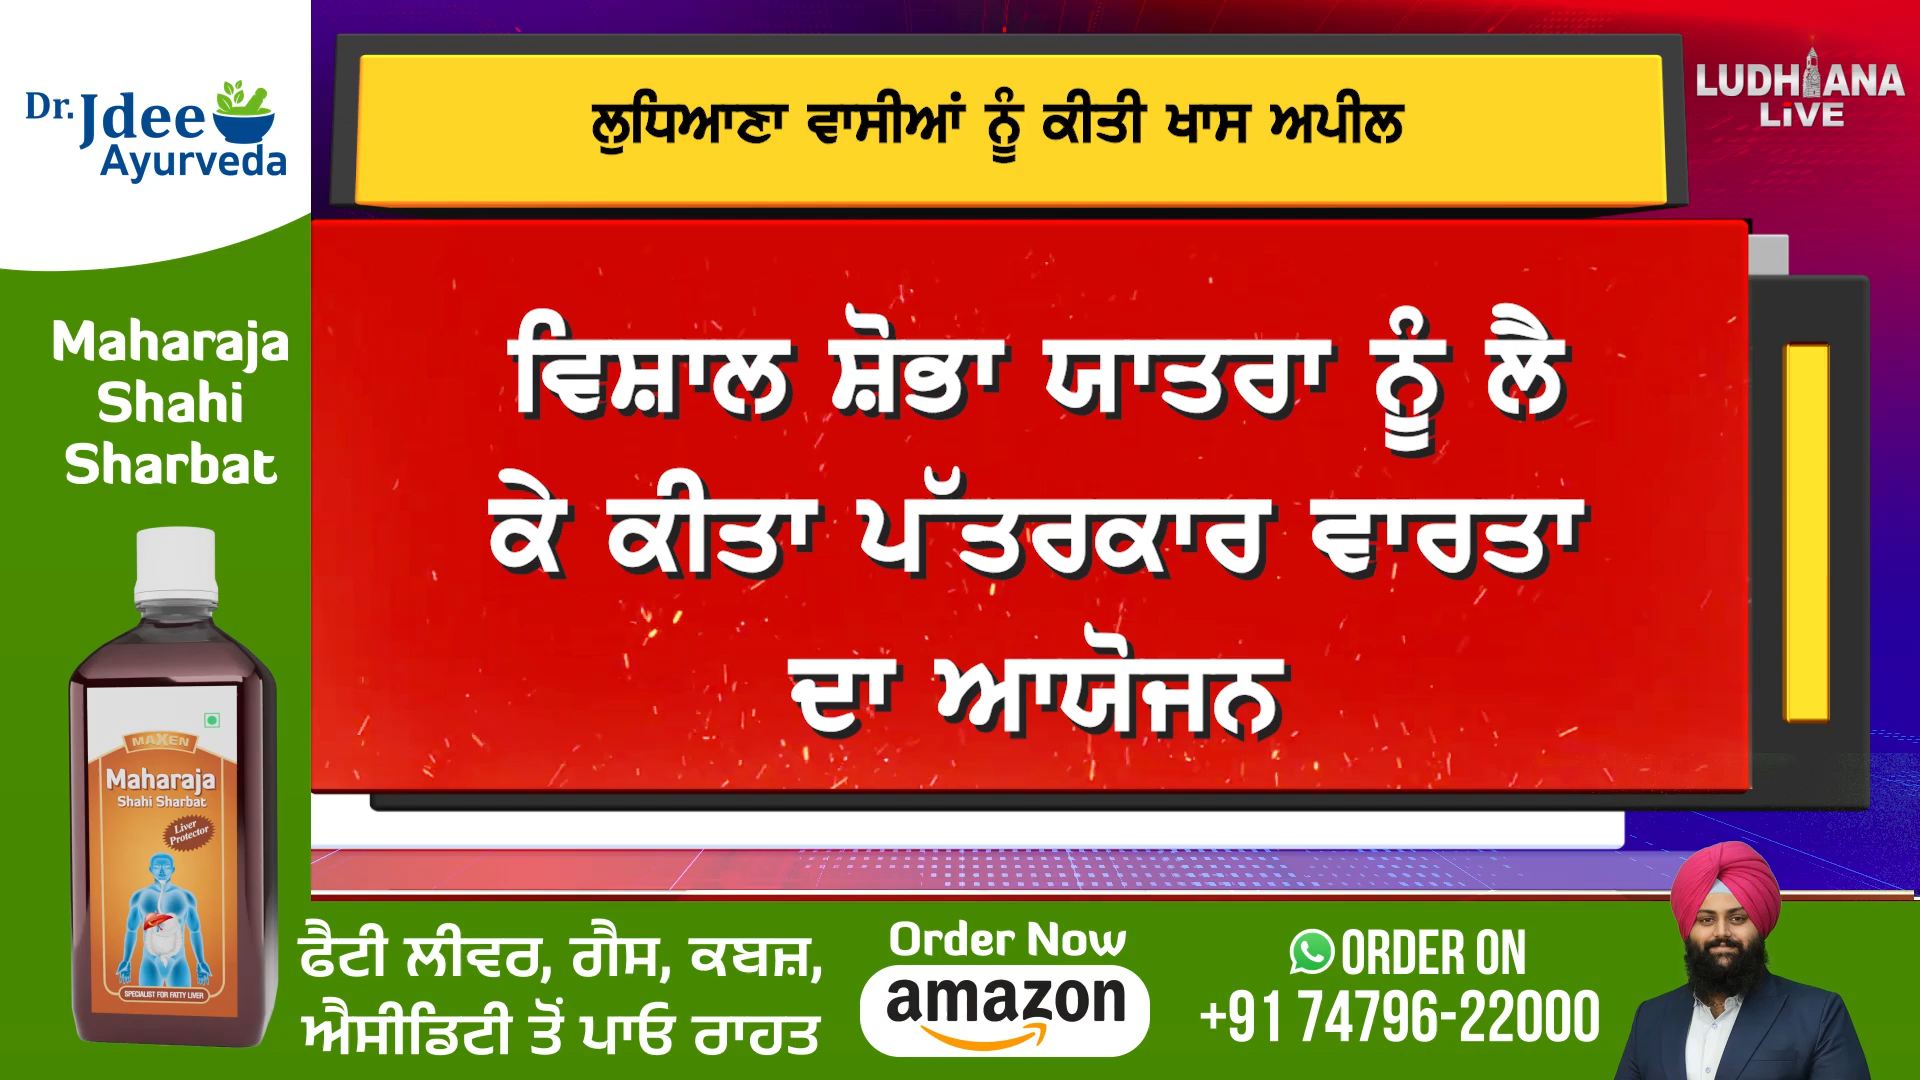 Dr. Jdee
Ayurveda
ਲੁਧਿਆਣਾ ਵਾਸੀਆਂ ਨੂੰ ਕੀਤੀ ਖਾਸ ਅਪੀਲ
LUDHIANA
LiVE
ਵਿਸ਼ਾਲ ਸ਼ੋਭਾ ਯਾਤਰਾ ਨੂੰ ਲੈ
ਕੇ ਕੀਤਾ ਪੱਤਰਕਾਰ ਵਾਰਤਾ
ਦਾ ਆਯੋਜਨ
Maharaja
Shahi
Sharbat
MAXEN
Maharaja
Shahi Sharbat
Liver
Protector
SPECIALIST FOR FATTY LIVER
ਫੈਟੀ ਲੀਵਰ, ਗੈਸ, ਕਬਜ਼,
ਐਸੀਡਿਟੀ ਤੋਂ ਪਾਓ ਰਾਹਤ
Order Now
amazon
ORDER ON
+91 74796-22000